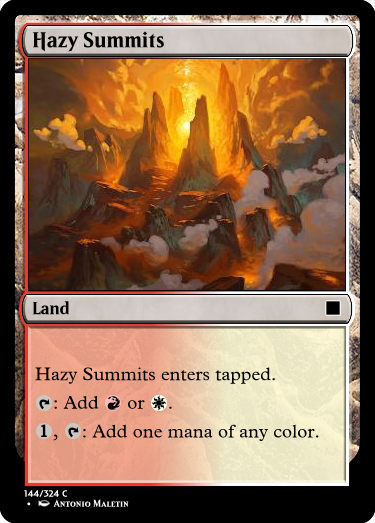 Hazy Summits
Land
Hazy Summits enters tapped.
: Add or .
1, : Add one mana of any color.
144/324 C
• Antonio Maletin